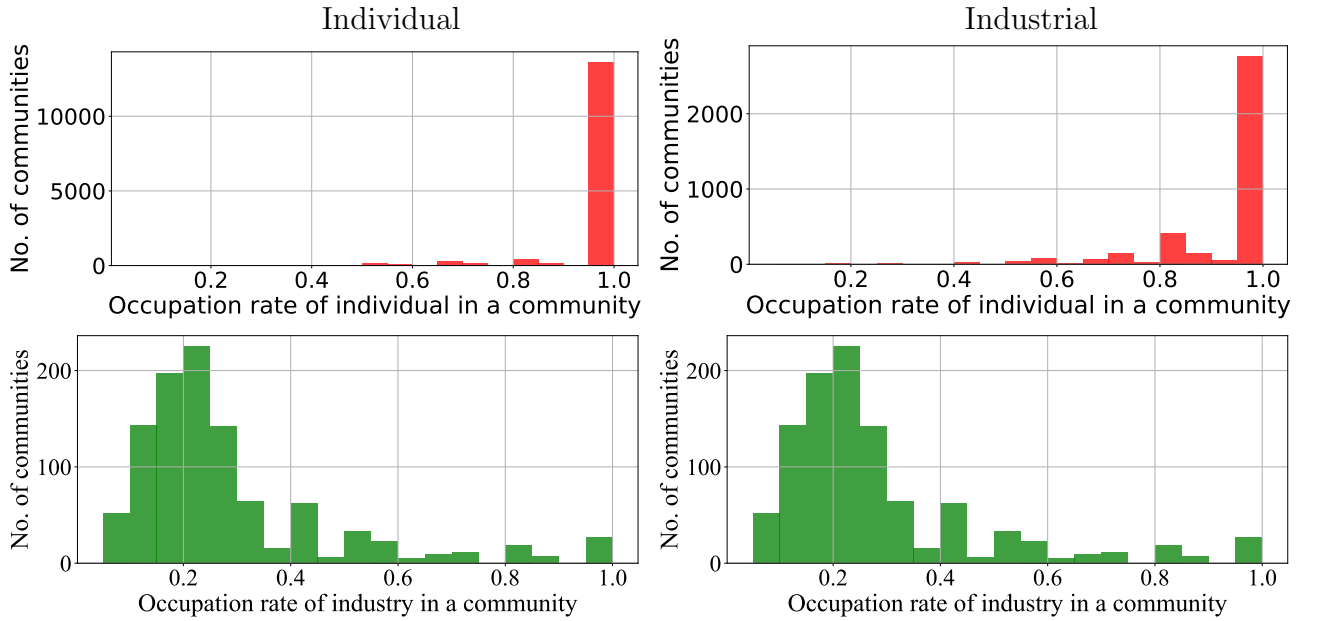 Individual
Industrial
No. of communities
10000
5000
0
0.2 0.4 0.6 0.8 1.0
Occupation rate of individual in a community
No. of communities
2000
1000
0
0.2 0.4 0.6 0.8 1.0
Occupation rate of individual in a community
No. of communities
200
100
0
0.2 0.4 0.6 0.8 1.0
Occupation rate of industry in a community
No. of communities
200
100
0
0.2 0.4 0.6 0.8 1.0
Occupation rate of industry in a community